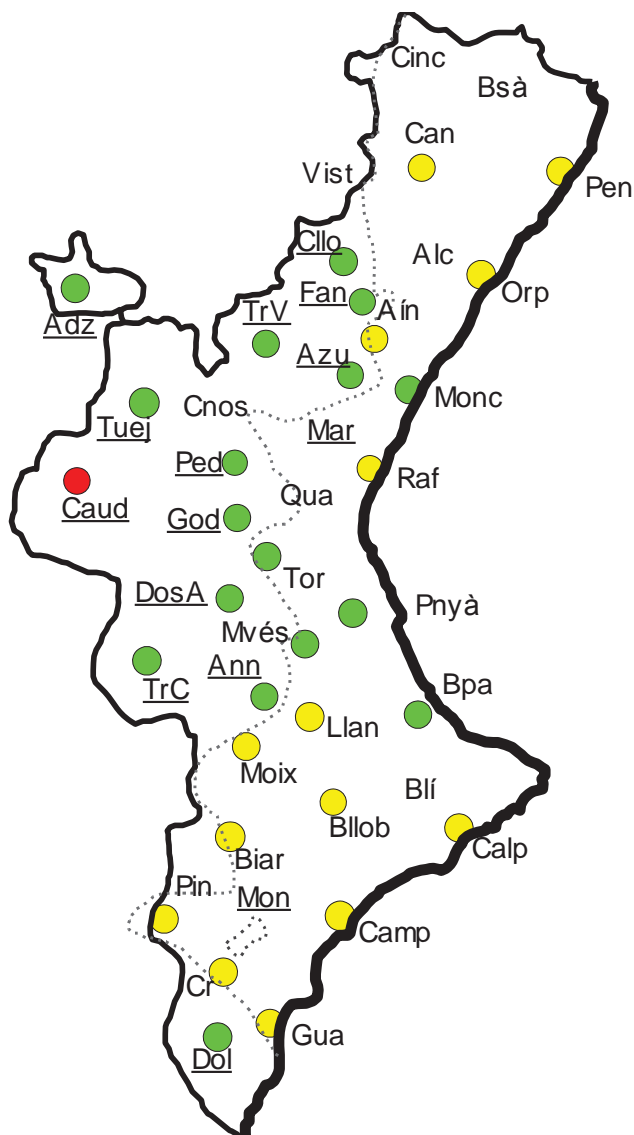 Cinc
Bsà
Can
Vist
Pen
Cllo
Alc
Fan
Orp
Adz
TrV
Aín
Azu
Monc
Cnos
Tuej
Mar
Ped
Raf
Qua
Caud
God
Tor
DosA
Pnyà
Mvés
Ann
TrC
Bpa
Llan
Moix
Blí
Bllob
Calp
Biar
Pin
Mon
Camp
Cr
Gua
Dol